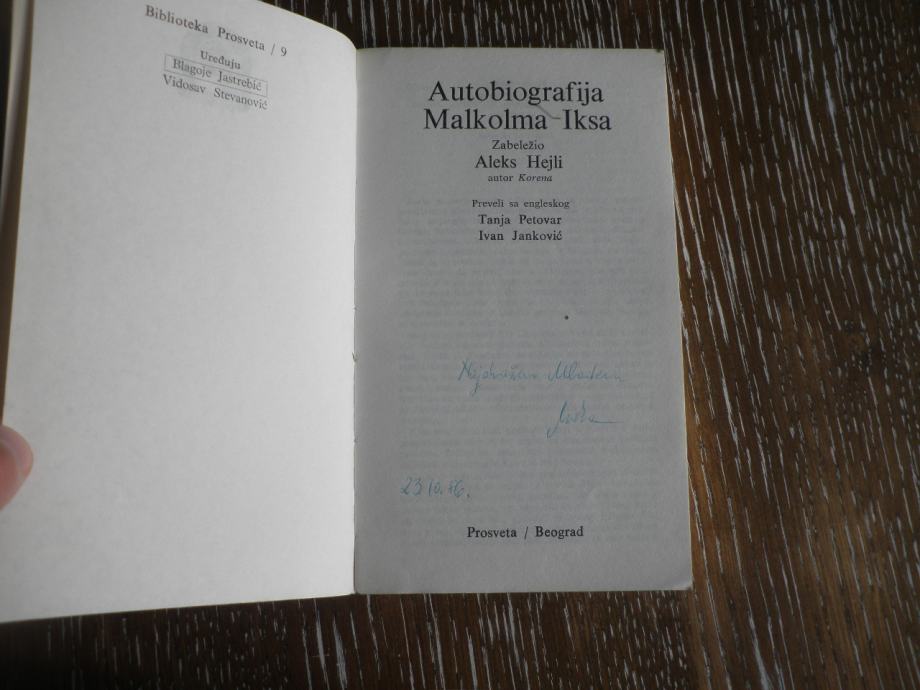 Biblioteka Prosveta / 9
Uređuju
Blagoje Jastrebić
Vidosav Stevanović
Autobiografija
Malkolma Iksa
Zabeležio
Aleks Hejli
autor Korena
Preveli sa engleskog
Tanja Petovar
Ivan Janković
23 10. 86.
Prosveta / Beograd